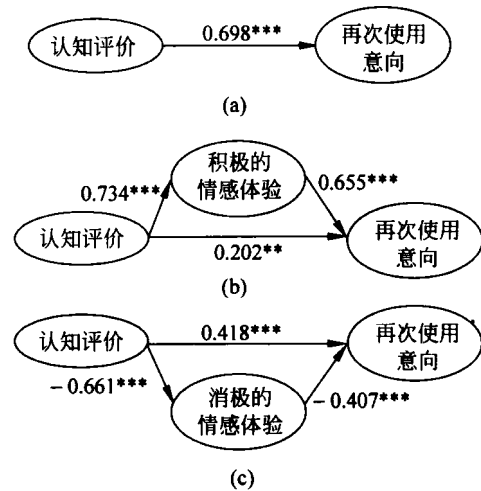 认知评价
0.698***
再次使用
意向
(a)
积极的
情感体验
0.734***
0.655***
认知评价
0.202**
再次使用
意向
(b)
认知评价
0.418***
再次使用
意向
-0.661***
消极的
情感体验
-0.407***
(c)